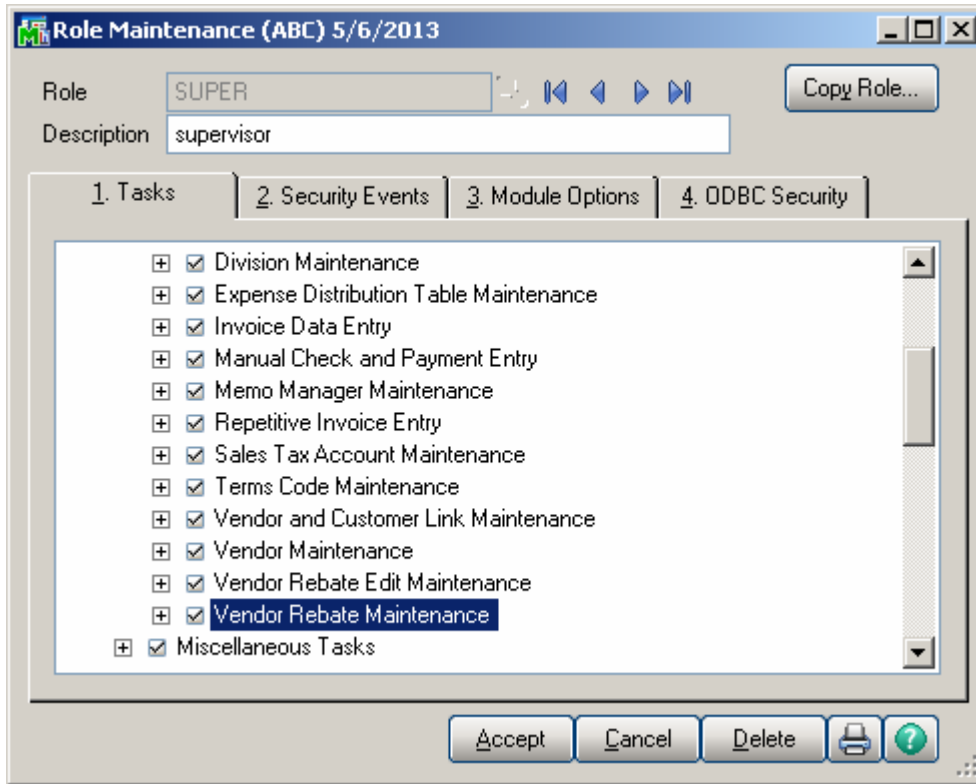 Role Maintenance (ABC) 5/6/2013
Role SUPER Copy Role...
Description supervisor
1. Tasks 2. Security Events 3. Module Options 4. ODBC Security
Division Maintenance
Expense Distribution Table Maintenance
Invoice Data Entry
Manual Check and Payment Entry
Memo Manager Maintenance
Repetitive Invoice Entry
Sales Tax Account Maintenance
Terms Code Maintenance
Vendor and Customer Link Maintenance
Vendor Maintenance
Vendor Rebate Edit Maintenance
Vendor Rebate Maintenance
Miscellaneous Tasks
Accept Cancel Delete